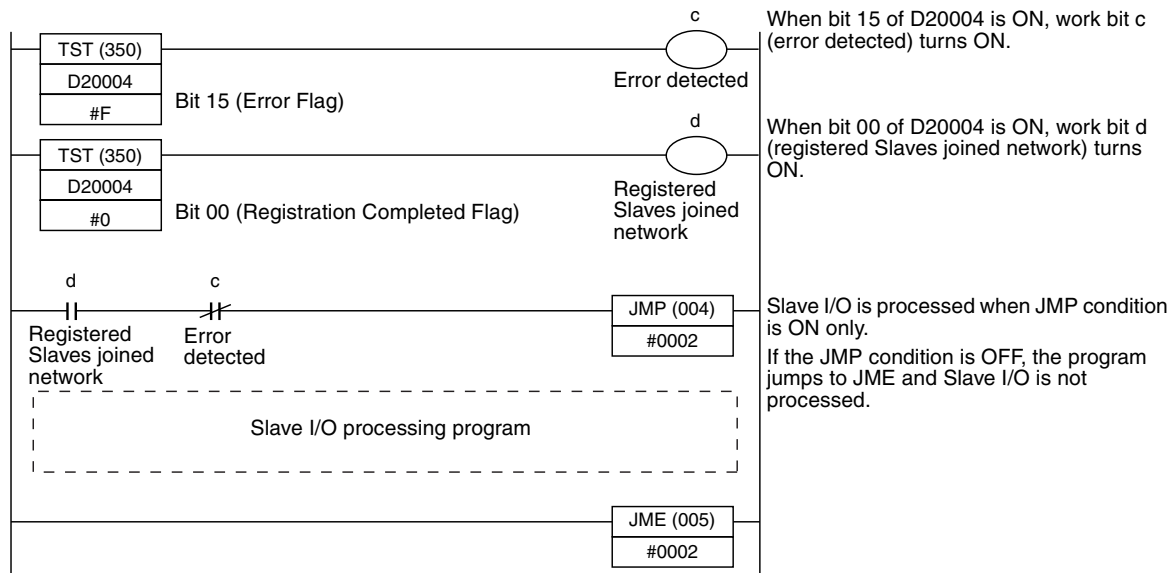 c
When bit 15 of D20004 is ON, work bit c
(error detected) turns ON.
TST (350)
D20004
#F
Bit 15 (Error Flag)
Error detected
d
When bit 00 of D20004 is ON, work bit d
(registered Slaves joined network) turns
ON.
TST (350)
D20004
#0
Bit 00 (Registration Completed Flag)
Registered
Slaves joined
network
d
c
Registered
Slaves joined
network
Error
detected
JMP (004)
#0002
Slave I/O is processed when JMP condition
is ON only.
If the JMP condition is OFF, the program
jumps to JME and Slave I/O is not
processed.
Slave I/O processing program
JME (005)
#0002